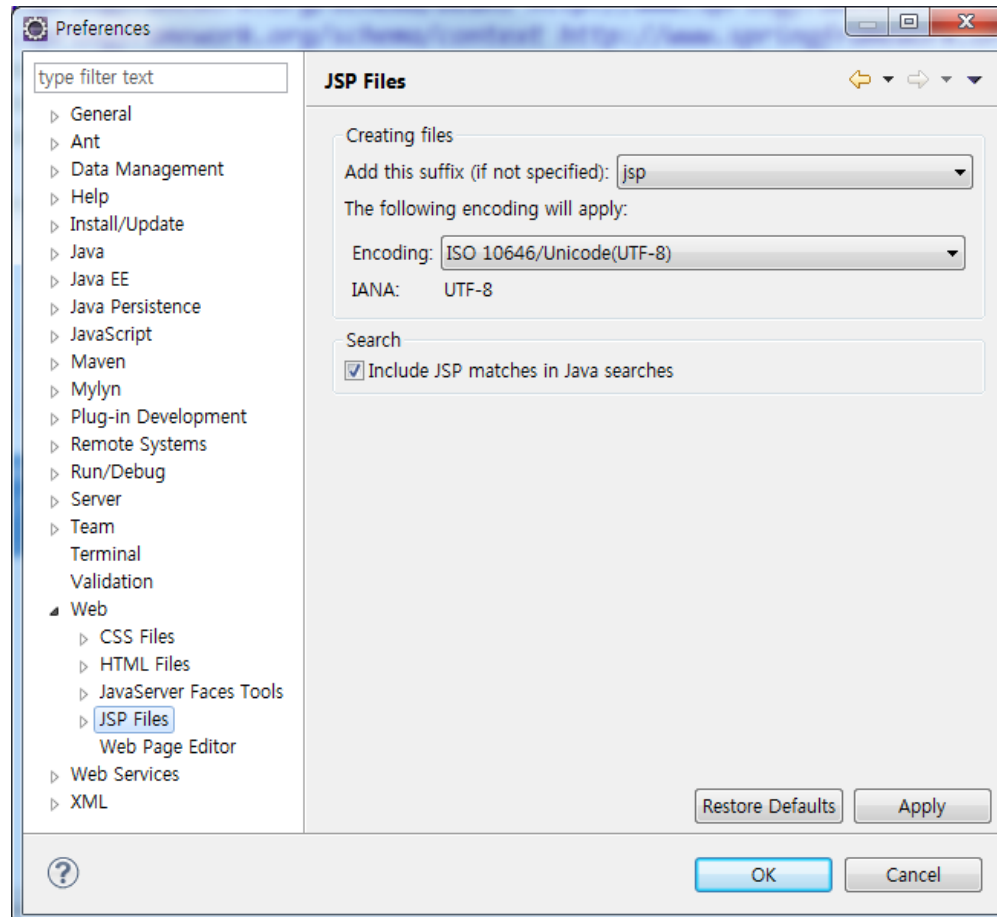 Preferences
type filter text
General
Ant
Data Management
Help
Install/Update
Java
Java EE
Java Persistence
JavaScript
Maven
Mylyn
Plug-in Development
Remote Systems
Run/Debug
Server
Team
Terminal
Validation
Web
CSS Files
HTML Files
JavaServer Faces Tools
JSP Files
Web Page Editor
Web Services
XML
JSP Files
Creating files
Add this suffix (if not specified): jsp
The following encoding will apply:
Encoding: ISO 10646/Unicode(UTF-8)
IANA: UTF-8
Search
Include JSP matches in Java searches
Restore Defaults Apply
? OK Cancel